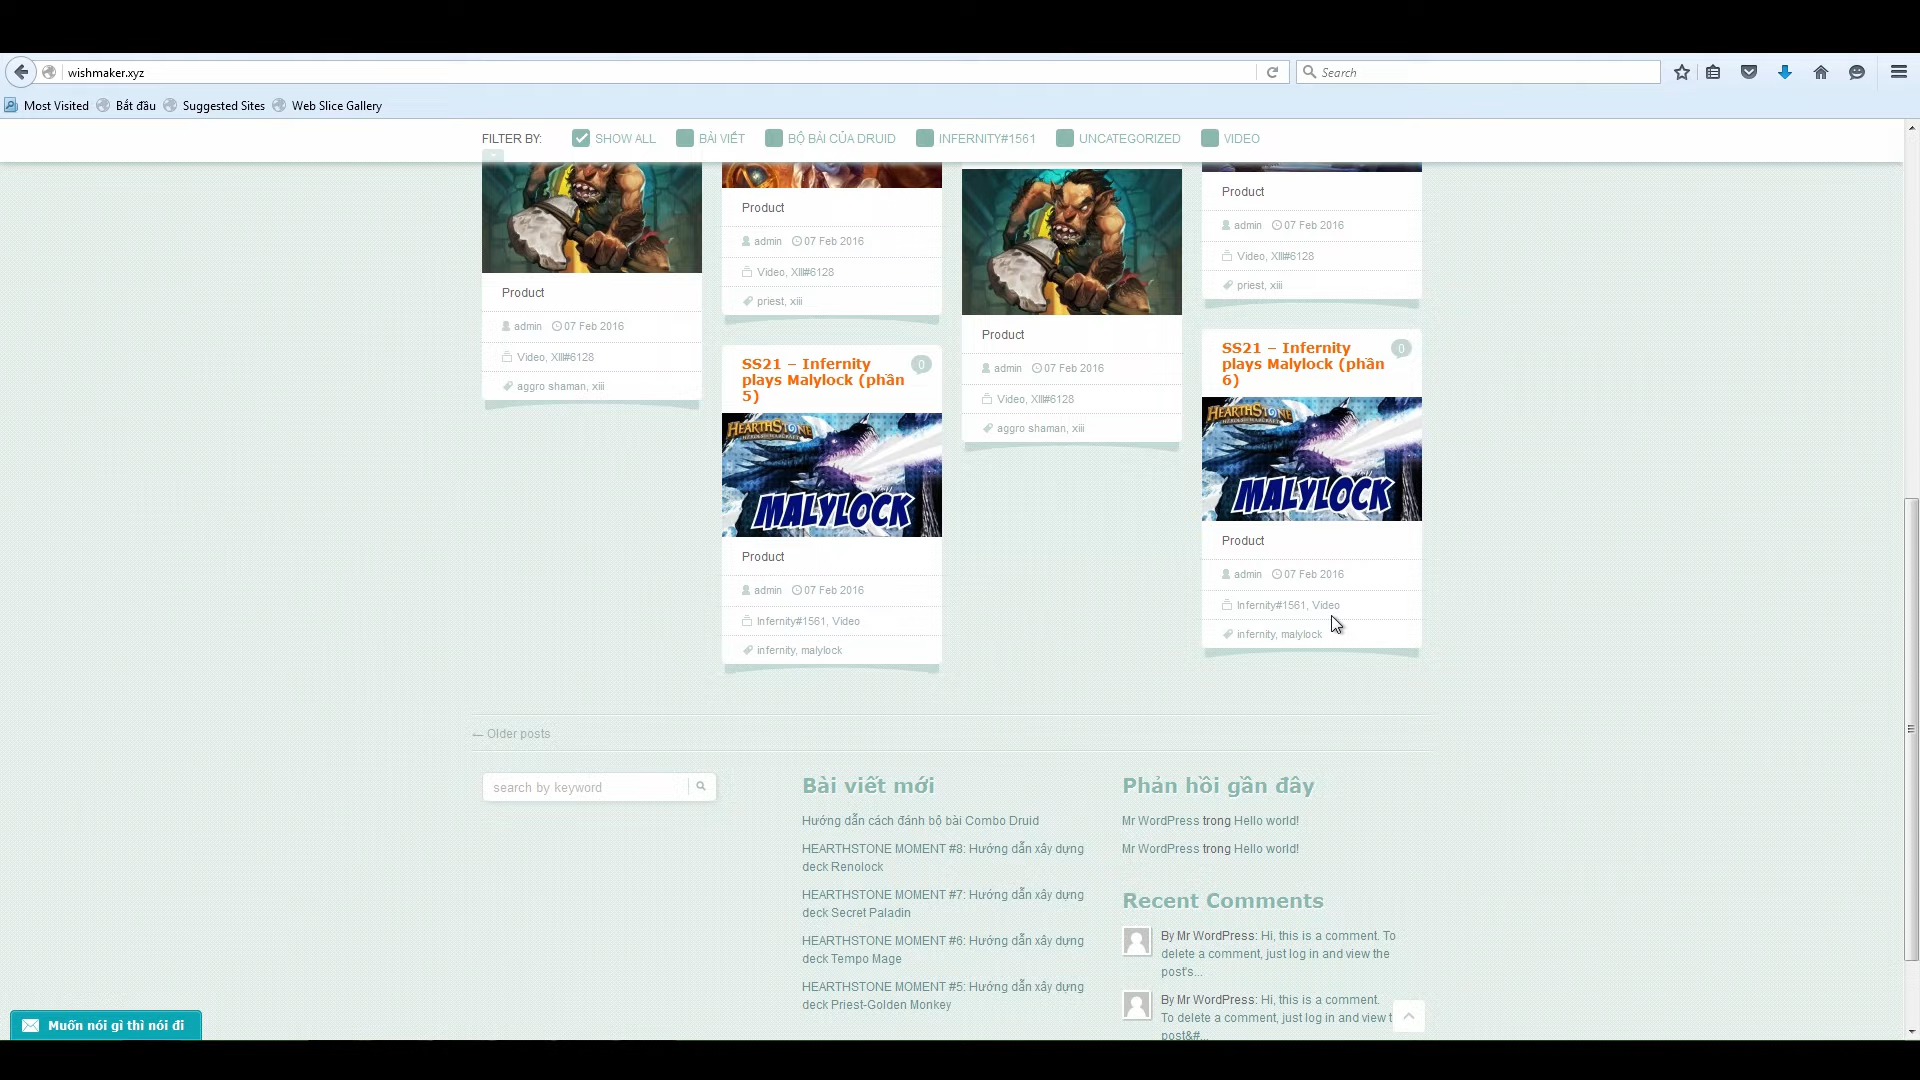 wishmaker.xyz
Search
Most Visited
Bắt đầu
Suggested Sites
Web Slice Gallery
FILTER BY:
SHOW ALL
BÀI VIẾT
BỘ BÀI CỦA DRUID
INFERNITY#1561
UNCATEGORIZED
VIDEO
Product
admin 07 Feb 2016
Video, XIII#6128
aggro shaman, xiii
Product
admin 07 Feb 2016
Video, XIII#6128
priest, xiii
SS21 – Infernity
plays Malylock (phần
5)
0
HEARTHSTONE
HEROES OF WARCRAFT
MALYLOCK
Product
admin 07 Feb 2016
Infernity#1561, Video
infernity, malylock
Product
admin 07 Feb 2016
Video, XIII#6128
aggro shaman, xiii
Product
admin 07 Feb 2016
Video, XIII#6128
priest, xiii
SS21 – Infernity
plays Malylock (phần
6)
0
HEARTHSTONE
HEROES OF WARCRAFT
MALYLOCK
Product
admin 07 Feb 2016
Infernity#1561, Video
infernity, malylock
← Older posts
search by keyword
Bài viết mới
Hướng dẫn cách đánh bộ bài Combo Druid
HEARTHSTONE MOMENT #8: Hướng dẫn xây dựng
deck Renolock
HEARTHSTONE MOMENT #7: Hướng dẫn xây dựng
deck Secret Paladin
HEARTHSTONE MOMENT #6: Hướng dẫn xây dựng
deck Tempo Mage
HEARTHSTONE MOMENT #5: Hướng dẫn xây dựng
deck Priest-Golden Monkey
Phản hồi gần đây
Mr WordPress trong Hello world!
Mr WordPress trong Hello world!
Recent Comments
By Mr WordPress: Hi, this is a comment. To
delete a comment, just log in and view the
post's...
By Mr WordPress: Hi, this is a comment.
To delete a comment, just log in and view t
post&#...
Muốn nói gì thì nói đi